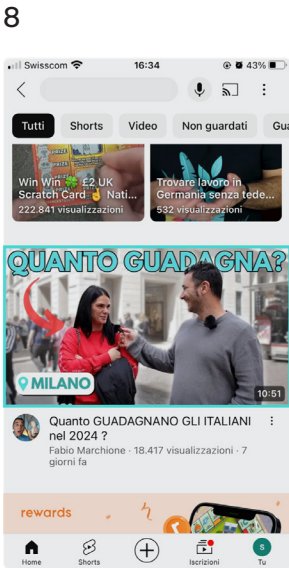 8
Swisscom 16:34 43%
Tutti Shorts Video Non guardati Gua
Win Win 🍀 £2 UK
Scratch Card 🤞 Nati...
222.841 visualizzazioni
Trovare lavoro in
Germania senza tede...
532 visualizzazioni
QUANTO GUADAGNA?
MILANO
10:51
Quanto GUADAGNANO GLI ITALIANI
nel 2024 ?
Fabio Marchione · 18.417 visualizzazioni · 7
giorni fa
rewards
Home Shorts Iscrizioni Tu
S